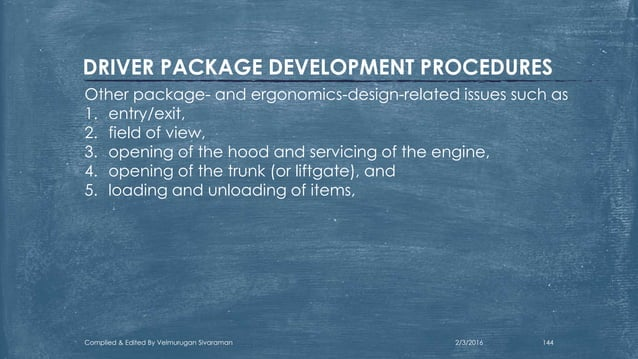 DRIVER PACKAGE DEVELOPMENT PROCEDURES
Other package- and ergonomics-design-related issues such as
1. entry/exit,
2. field of view,
3. opening of the hood and servicing of the engine,
4. opening of the trunk (or liftgate), and
5. loading and unloading of items,
Complied & Edited By Velmurugan Sivaraman 2/3/2016 144